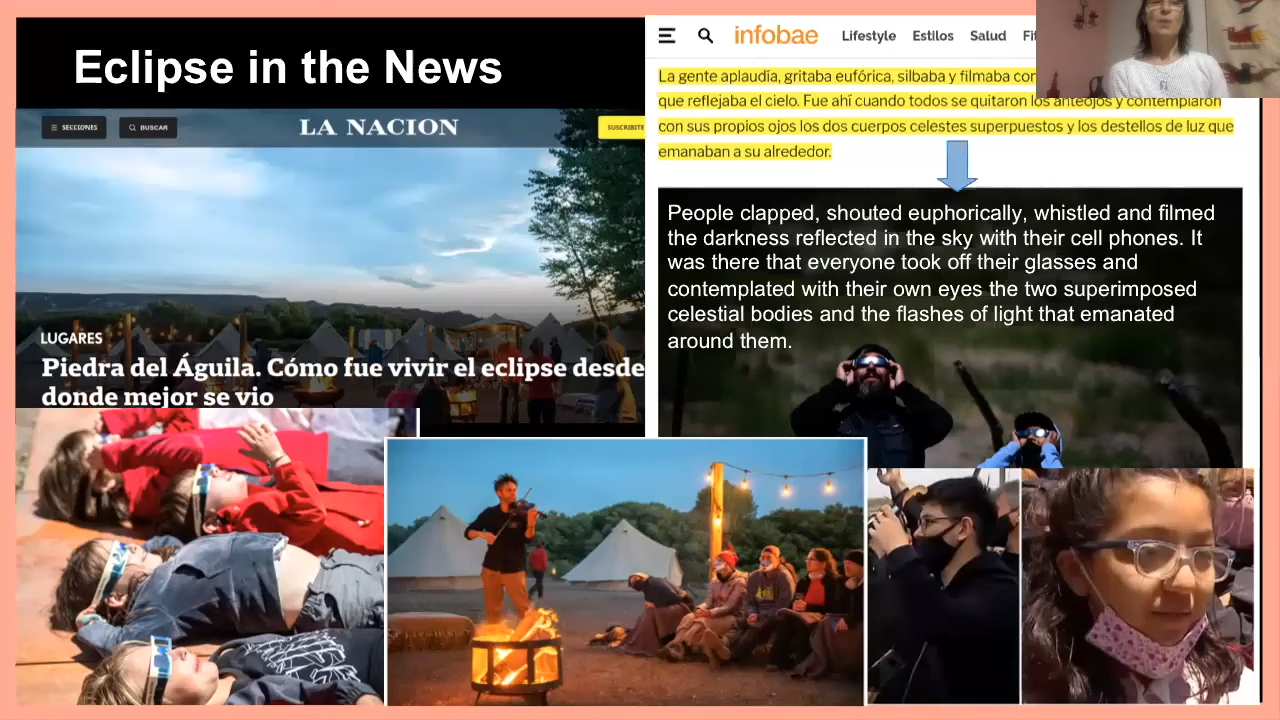 Eclipse in the News
SECCIONES
BUSCAR
LA NACION
SUSCRIBITE
LUGARES
Piedra del Águila. Cómo fue vivir el eclipse desde
donde mejor se vio
infobae
Lifestyle Estilos Salud
La gente aplaudía, gritaba eufórica, silbaba y filmaba
que reflejaba el cielo. Fue ahí cuando todos se quitaron los anteojos y contemplaron
con sus propios ojos los dos cuerpos celestes superpuestos y los destellos de luz que
emanaban a su alrededor.
People clapped, shouted euphorically, whistled and filmed
the darkness reflected in the sky with their cell phones. It
was there that everyone took off their glasses and
contemplated with their own eyes the two superimposed
celestial bodies and the flashes of light that emanated
around them.